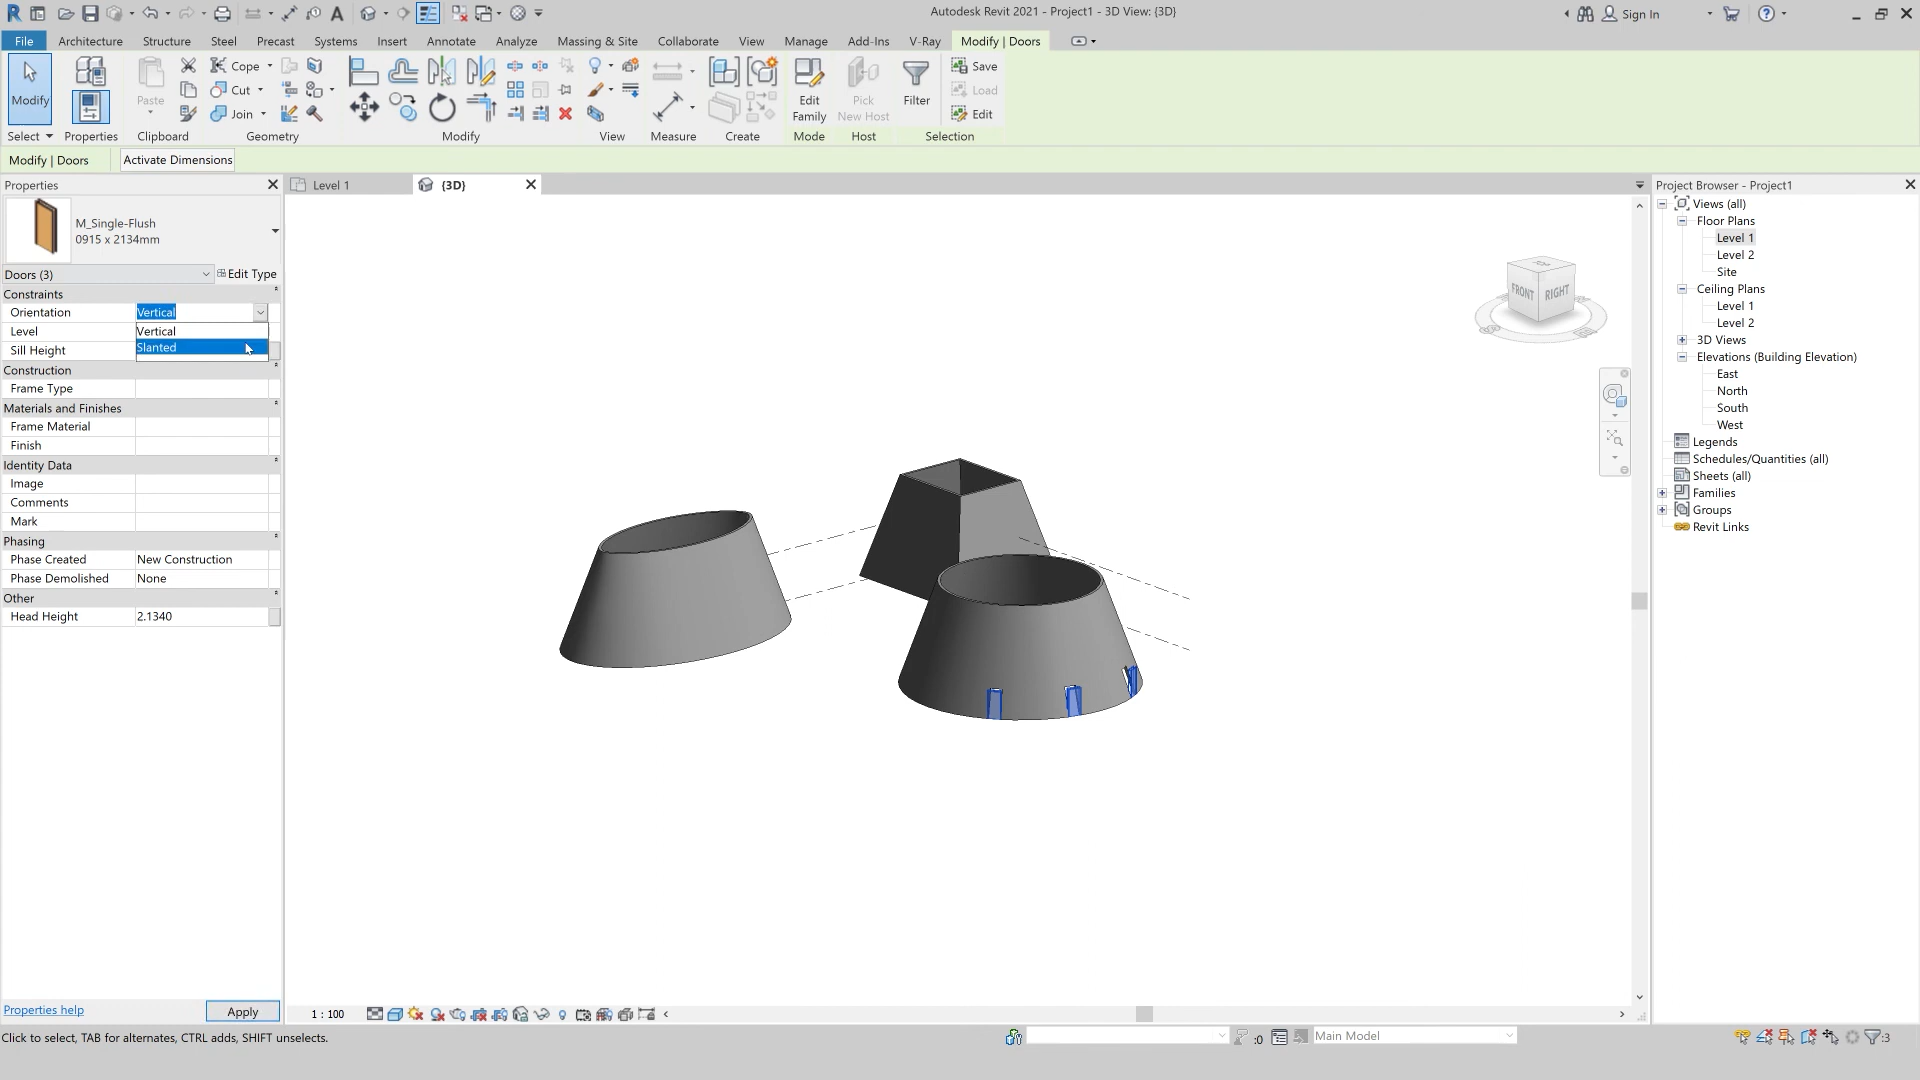 Autodesk Revit 2021 - Project1 - 3D View: {3D}
Sign In
File
Architecture
Structure
Steel
Precast
Systems
Insert
Annotate
Analyze
Massing & Site
Collaborate
View
Manage
Add-Ins
V-Ray
Modify | Doors
Modify
Paste
Cope
Cut
Join
Edit
Family
Pick
New Host
Filter
Save
Load
Edit
Select
Properties
Clipboard
Geometry
Modify
View
Measure
Create
Mode
Host
Selection
Modify | Doors
Activate Dimensions
Properties
M_Single-Flush
0915 x 2134mm
Doors (3)
Edit Type
Constraints
Orientation
Vertical
Level
Vertical
Sill Height
Slanted
Construction
Frame Type
Materials and Finishes
Frame Material
Finish
Identity Data
Image
Comments
Mark
Phasing
Phase Created
New Construction
Phase Demolished
None
Other
Head Height
2.1340
Properties help
Apply
Level 1
{3D}
FRONT
RIGHT
1 : 100
Project Browser - Project1
Views (all)
Floor Plans
Level 1
Level 2
Site
Ceiling Plans
Level 1
Level 2
3D Views
Elevations (Building Elevation)
East
North
South
West
Legends
Schedules/Quantities (all)
Sheets (all)
Families
Groups
Revit Links
Click to select, TAB for alternates, CTRL adds, SHIFT unselects.
:0
Main Model
:3